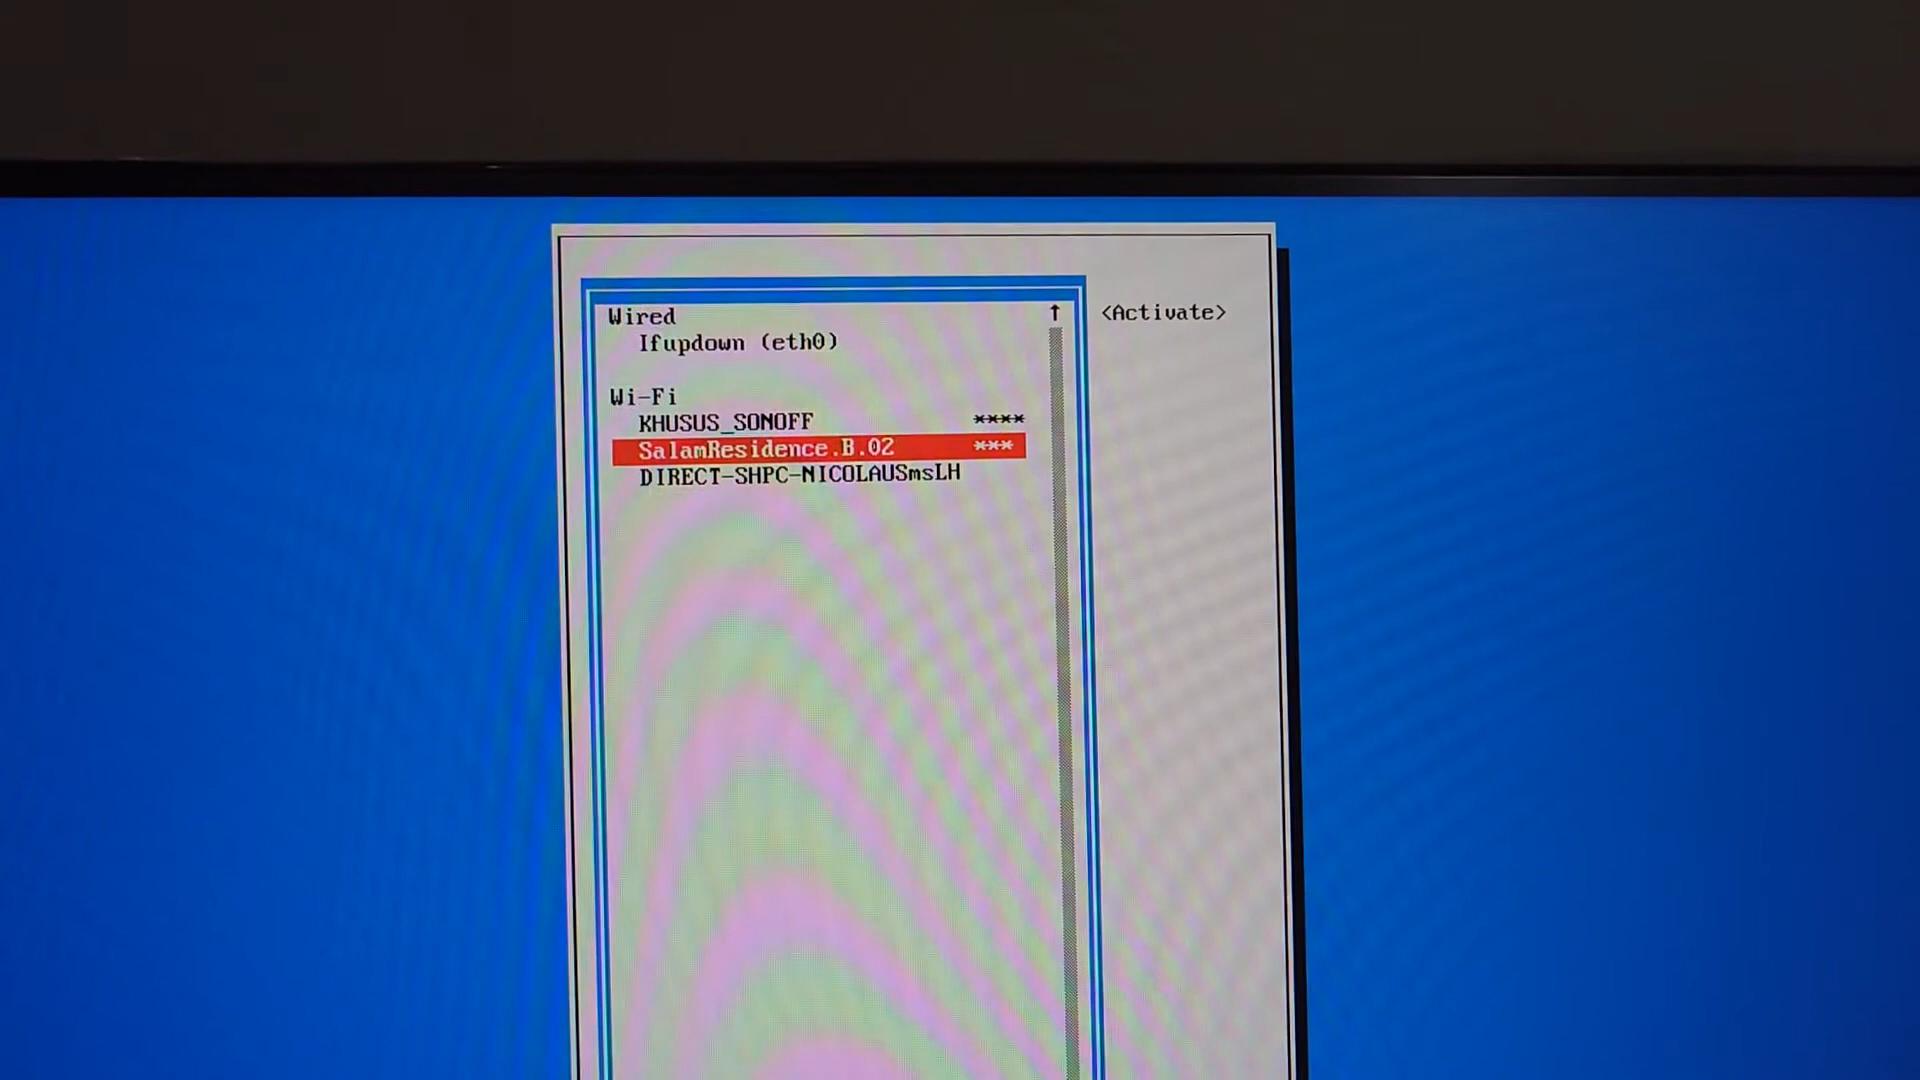 Wired
↑ <Activate>
Ifupdown (eth0)
Wi-Fi
KHUSUS_SONOFF ****
SalamResidence.B.02 ***
DIRECT-SHPC-NICOLAUSmsLH